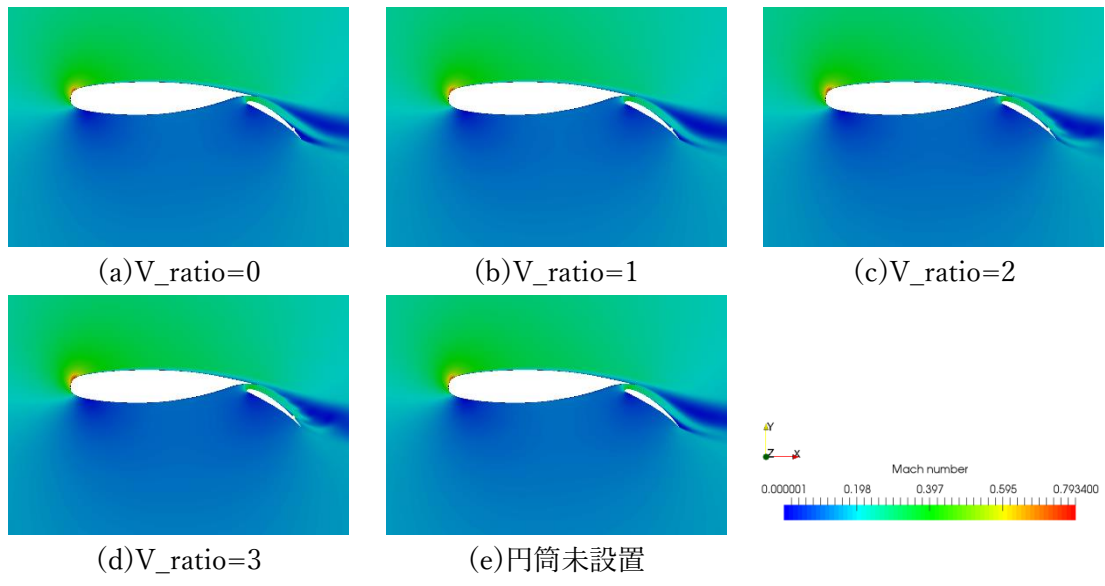 (a)V_ratio=0
(b)V_ratio=1
(c)V_ratio=2
(d)V_ratio=3
(e)円筒未設置
Y
Z X
Mach number
0.000001 0.198 0.397 0.595 0.793400